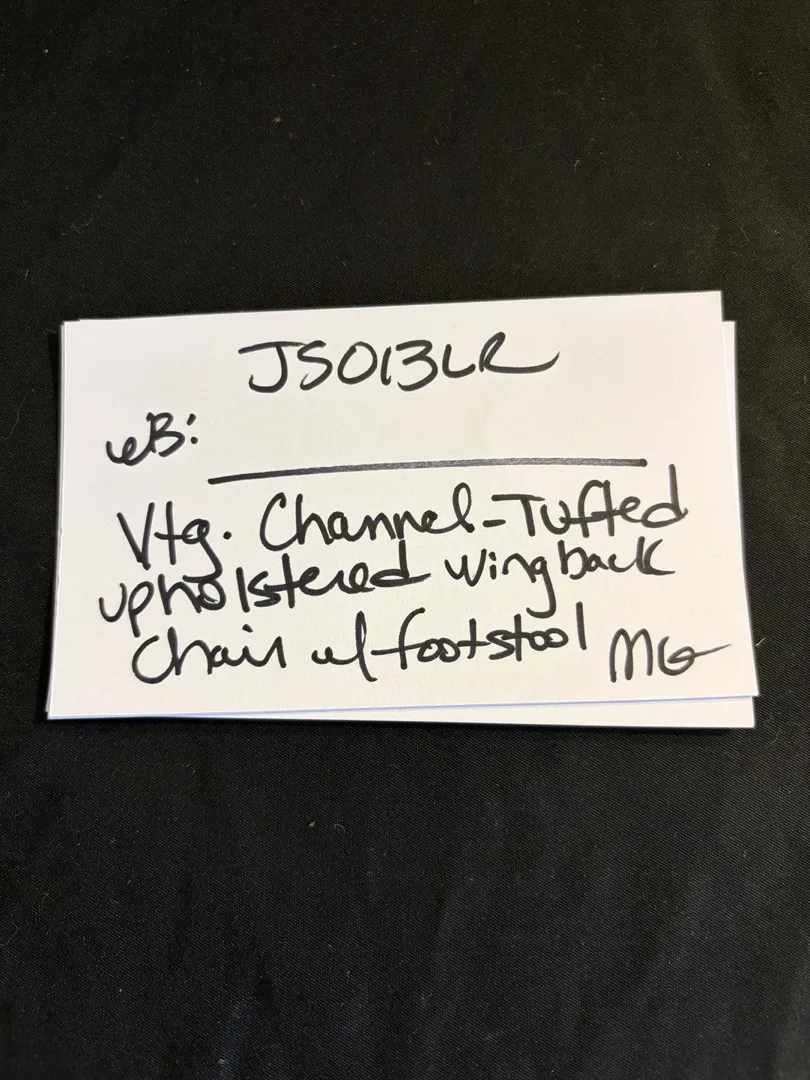 JS013LR
eB:
Vtg. Channel-Tufted
upholstered wingback
Chair w/footstool MG